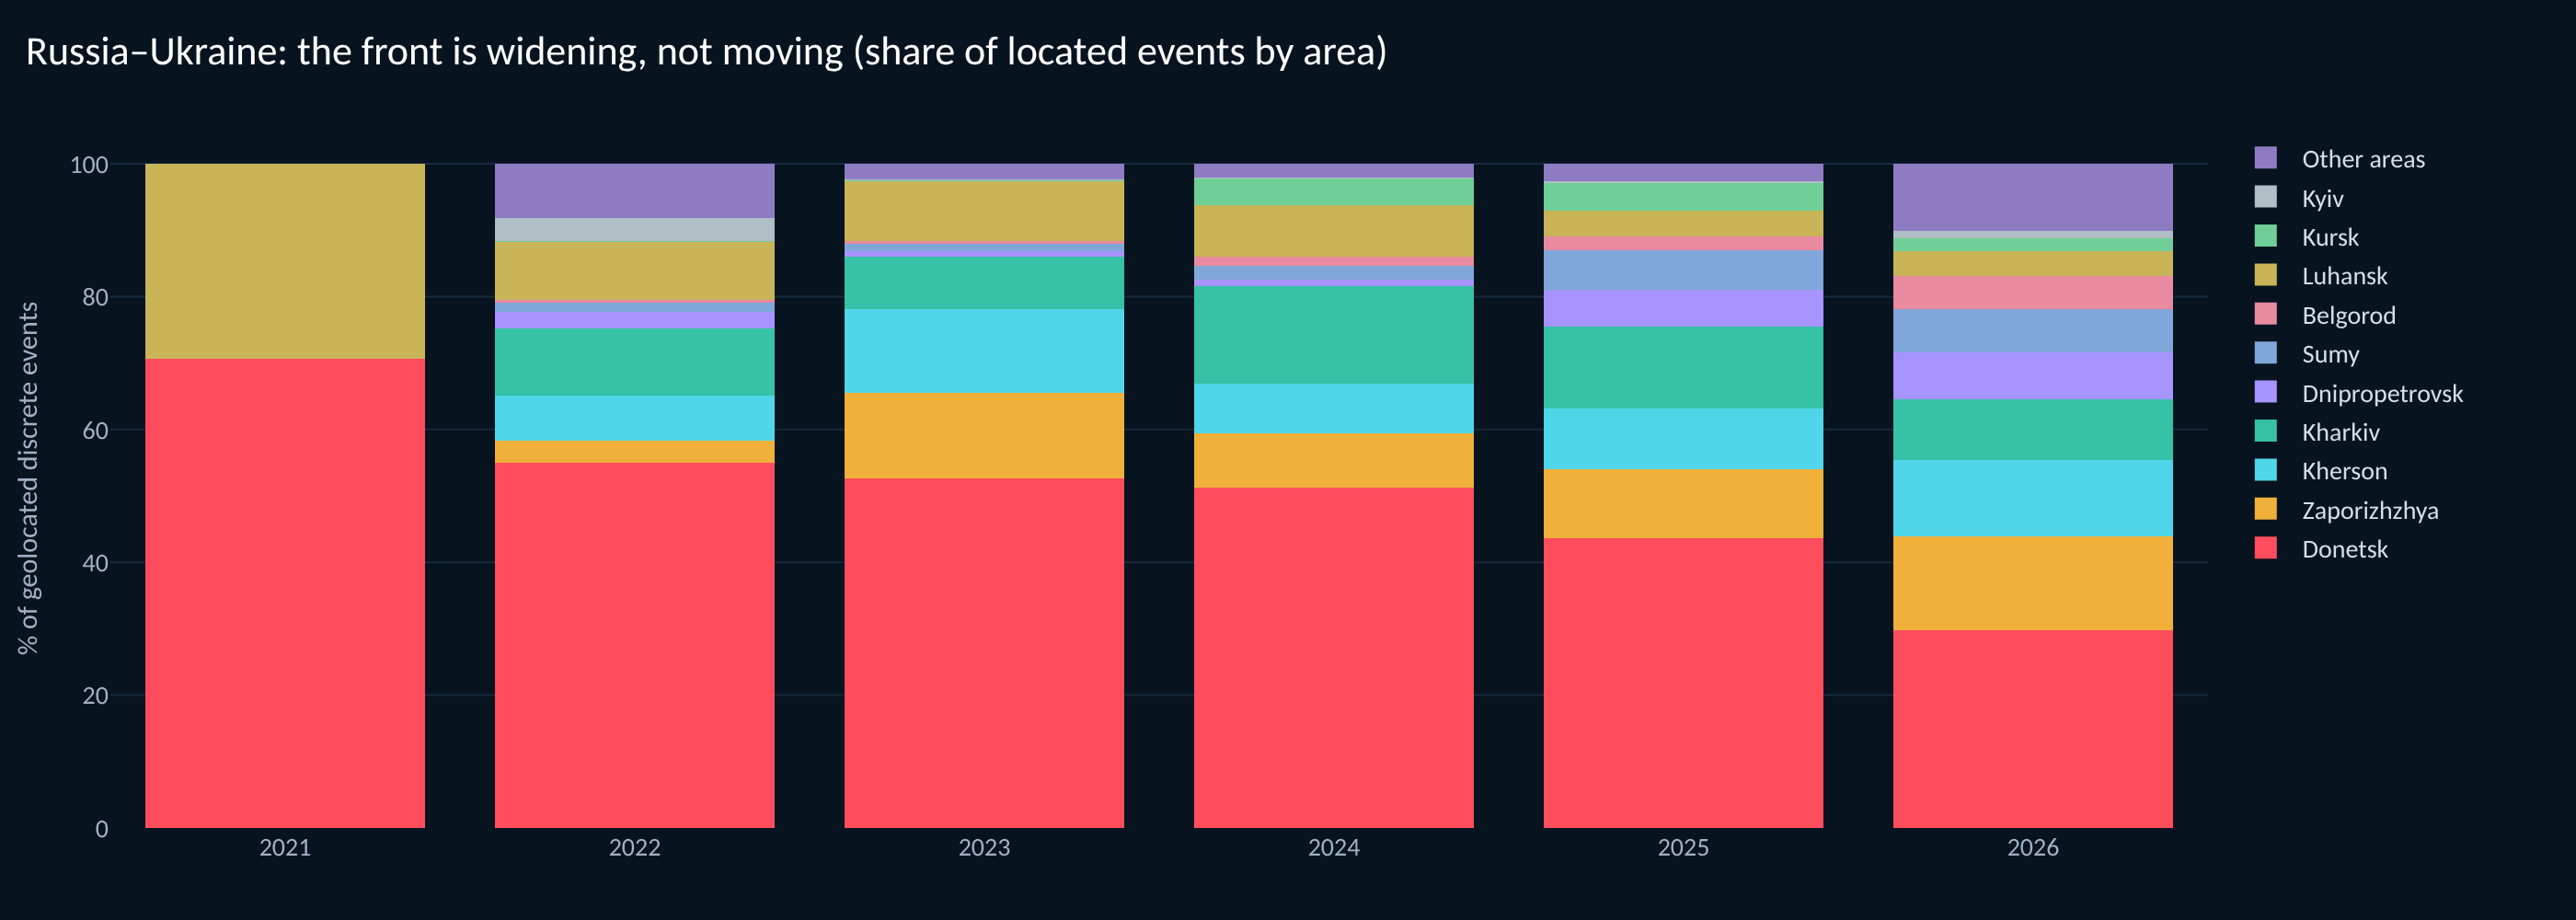 Russia–Ukraine: the front is widening, not moving (share of located events by area)
% of geolocated discrete events
100
80
60
40
20
0
2021
2022
2023
2024
2025
2026
Other areas
Kyiv
Kursk
Luhansk
Belgorod
Sumy
Dnipropetrovsk
Kharkiv
Kherson
Zaporizhzhya
Donetsk